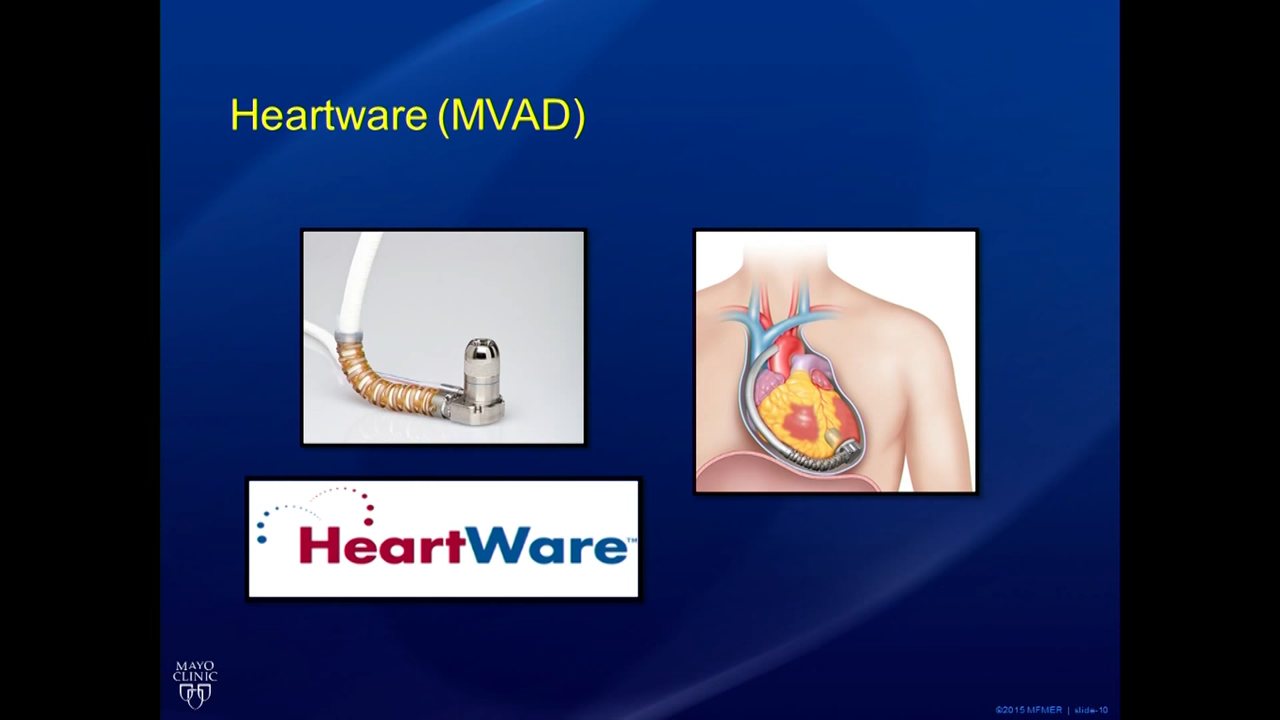 Heartware (MVAD)
HeartWare™
MAYO
CLINIC
©2015 MFMER | slide-10